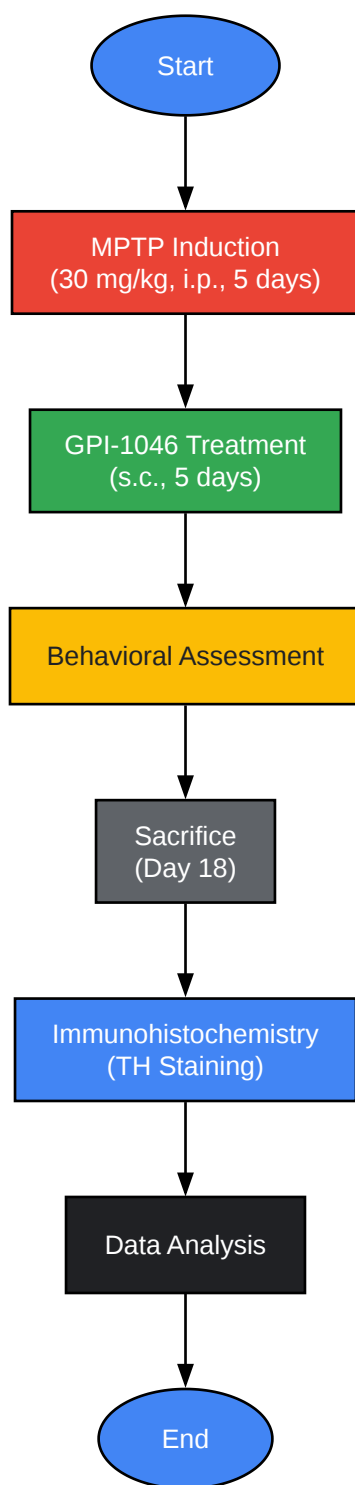 Start
MPTP Induction
(30 mg/kg, i.p., 5 days)
GPI-1046 Treatment
(s.c., 5 days)
Behavioral Assessment
Sacrifice
(Day 18)
Immunohistochemistry
(TH Staining)
Data Analysis
End